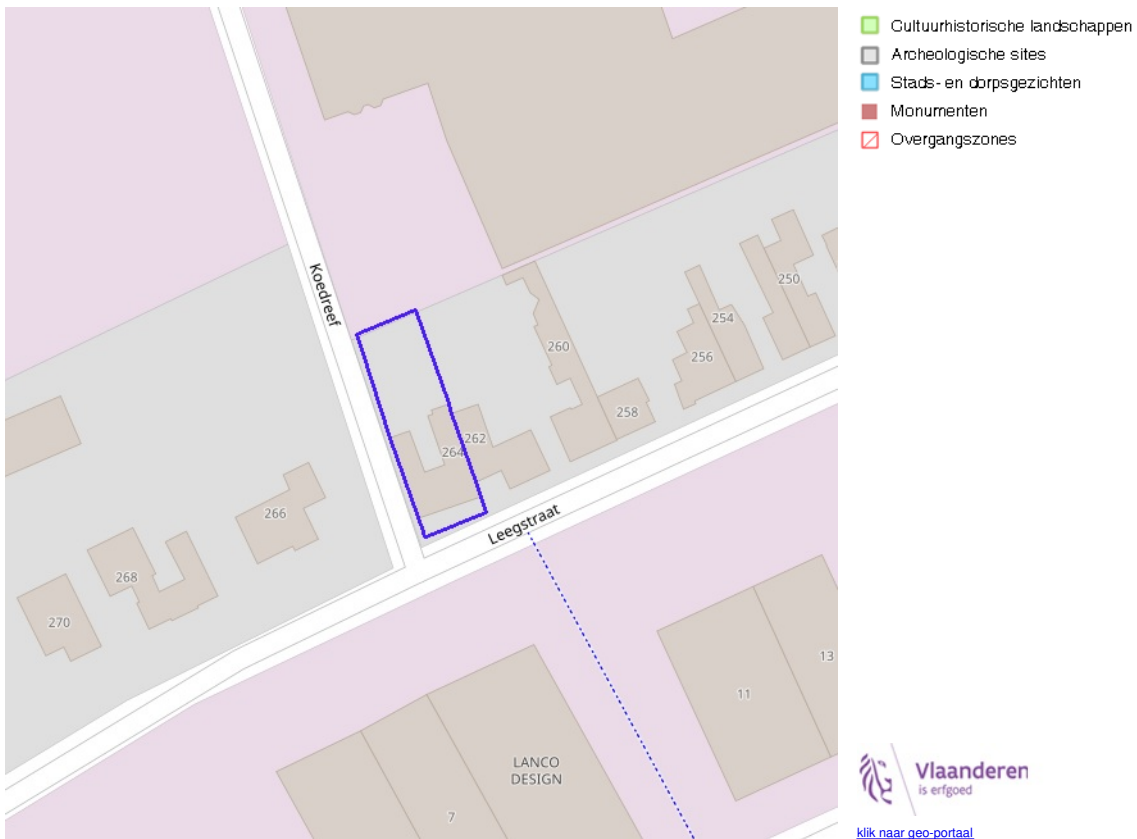 Cultuurhistorische landschappen
Archeologische sites
Stads- en dorpsgezichten
Monumenten
Overgangszones
Koedreef
250
254
260
256
258
262
264
Leegstraat
266
268
270
13
11
LANCO
DESIGN
7
Vlaanderen
is erfgoed
klik naar geo-portaal